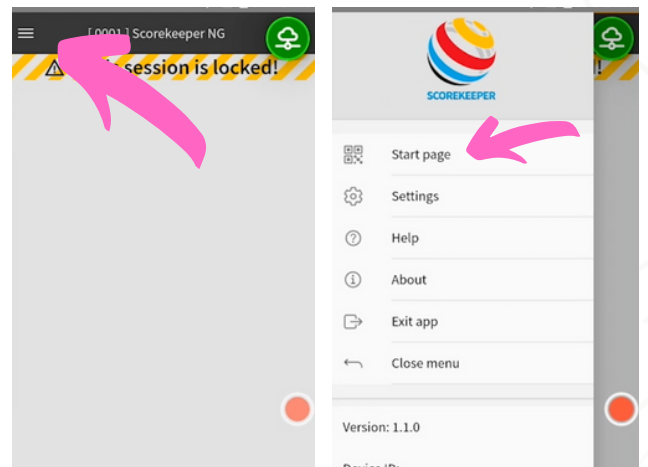 [ 0001 ] Scorekeeper NG
session is locked!
SCOREKEEPER
Start page
Settings
Help
About
Exit app
Close menu
Version: 1.1.0